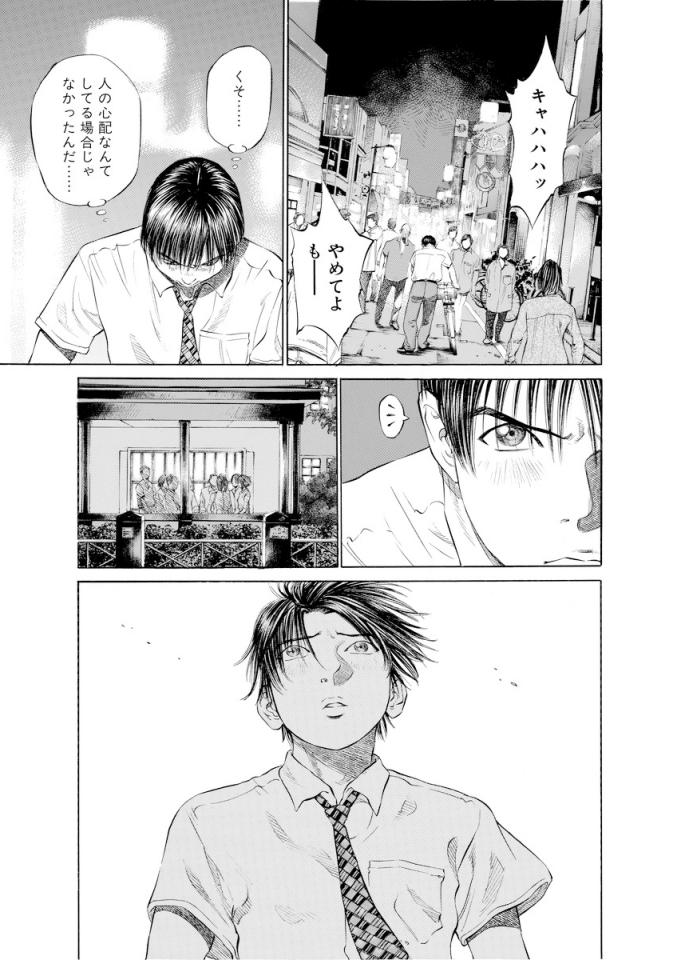 キャハハハッ
やめてよ
もー
くそ……
人の心配なんて
してる場合じゃ
なかったんだ……